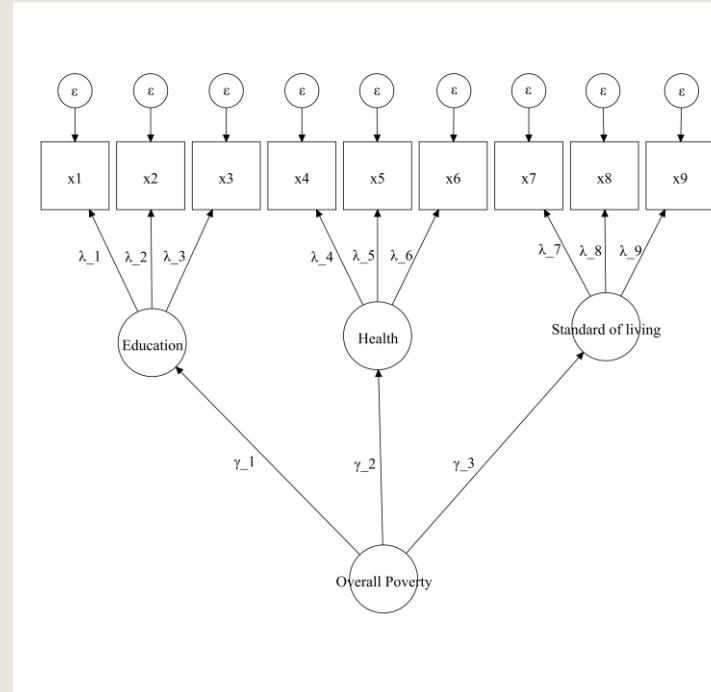 ε ε ε ε ε ε ε ε ε
x1 x2 x3 x4 x5 x6 x7 x8 x9
λ_1 λ_2 λ_3 λ_4 λ_5 λ_6 λ_7 λ_8 λ_9
Education Health Standard of living
γ_1 γ_2 γ_3
Overall Poverty